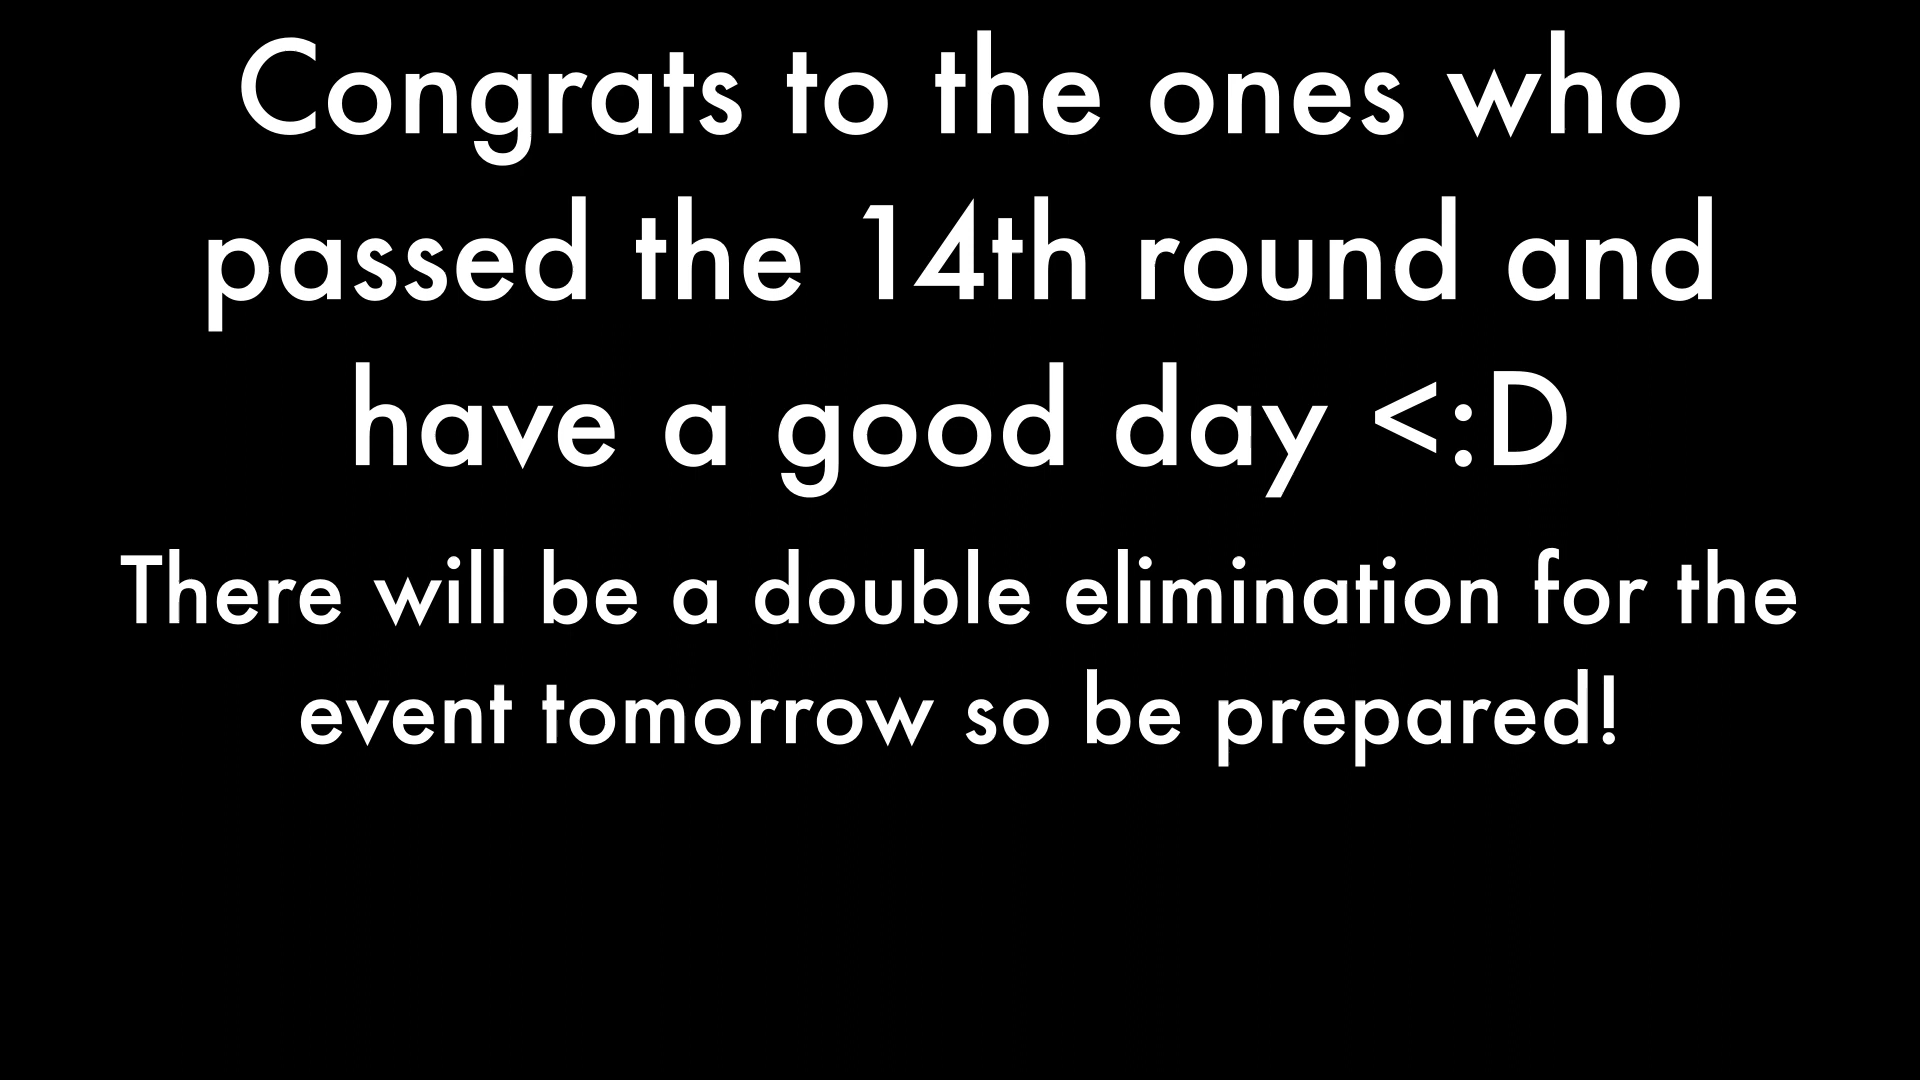 Congrats to the ones who
passed the 14th round and
have a good day <:D
There will be a double elimination for the
event tomorrow so be prepared!